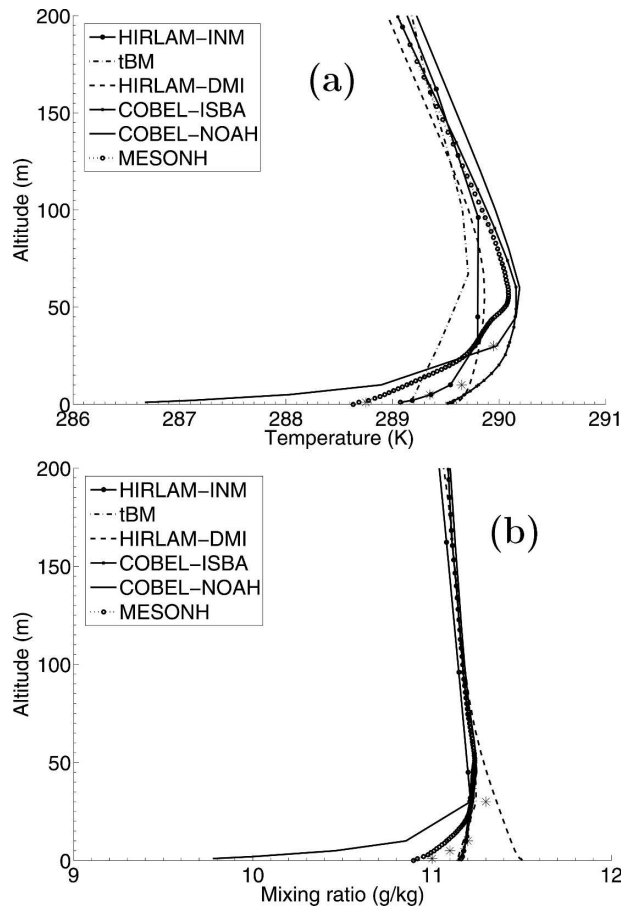 200
150
100
50
0
Altitude (m)
HIRLAM−INM
tBM
HIRLAM−DMI
COBEL−ISBA
COBEL−NOAH
MESONH
(a)
286 287 288 289 290 291
Temperature (K)
200
150
100
50
0
Altitude (m)
HIRLAM−INM
tBM
HIRLAM−DMI
COBEL−ISBA
COBEL−NOAH
MESONH
(b)
9 10 11 12
Mixing ratio (g/kg)